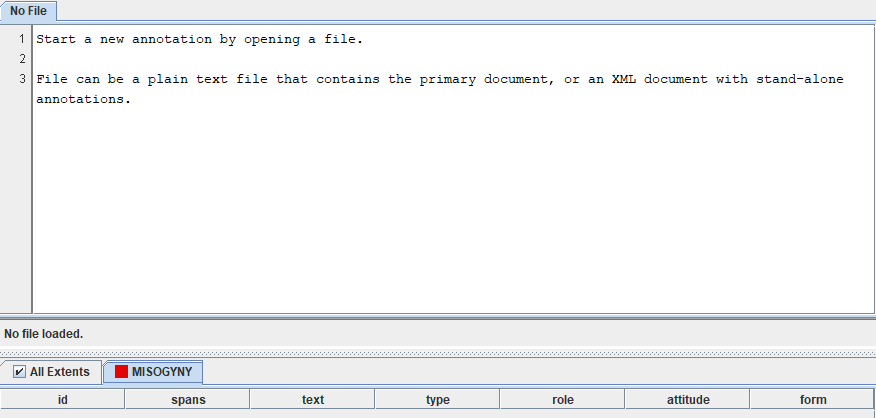 No File
1 Start a new annotation by opening a file.
2
3 File can be a plain text file that contains the primary document, or an XML document with stand-alone
annotations.
No file loaded.
All Extents MISOGYNY
id spans text type role attitude form